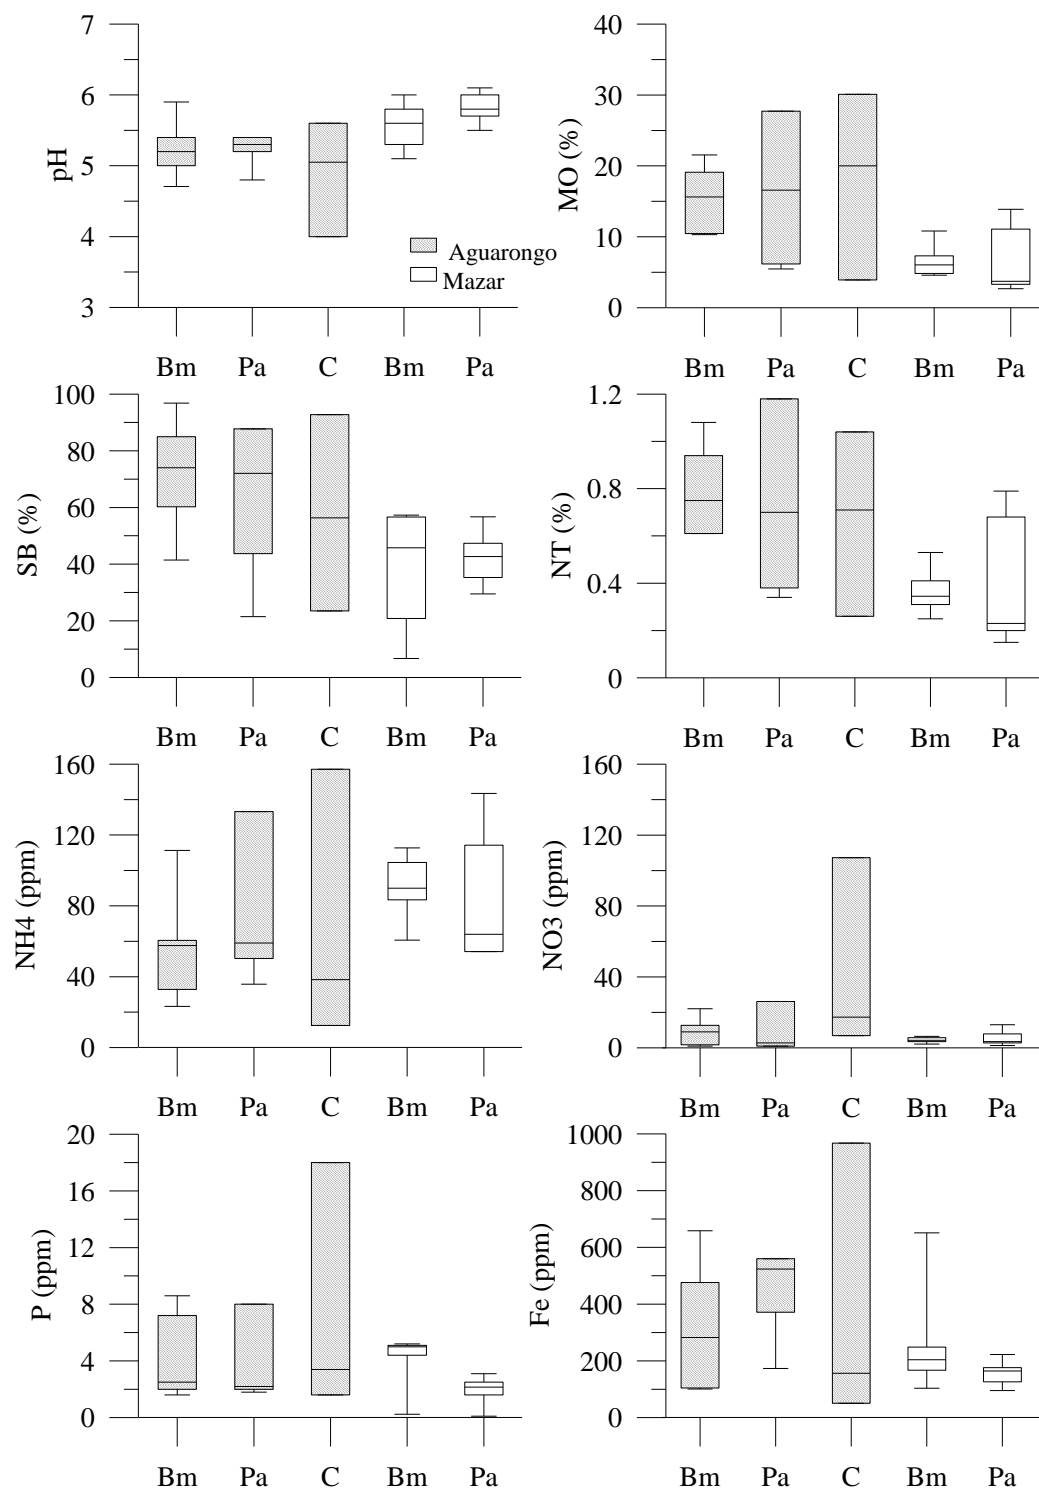 7
6
5
4
3
pH
Aguarongo
Mazar
Bm Pa C Bm Pa
40
30
20
10
0
MO (%)
Bm Pa C Bm Pa
100
80
60
40
20
0
SB (%)
Bm Pa C Bm Pa
1.2
0.8
0.4
0
NT (%)
Bm Pa C Bm Pa
160
120
80
40
0
NH4 (ppm)
Bm Pa C Bm Pa
160
120
80
40
0
NO3 (ppm)
Bm Pa C Bm Pa
20
16
12
8
4
0
P (ppm)
Bm Pa C Bm Pa
1000
800
600
400
200
0
Fe (ppm)
Bm Pa C Bm Pa